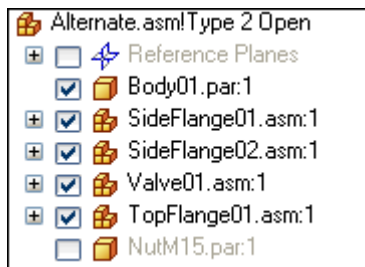 Alternate.asm!Type 2 Open
Reference Planes
Body01.par:1
SideFlange01.asm:1
SideFlange02.asm:1
Valve01.asm:1
TopFlange01.asm:1
NutM15.par:1